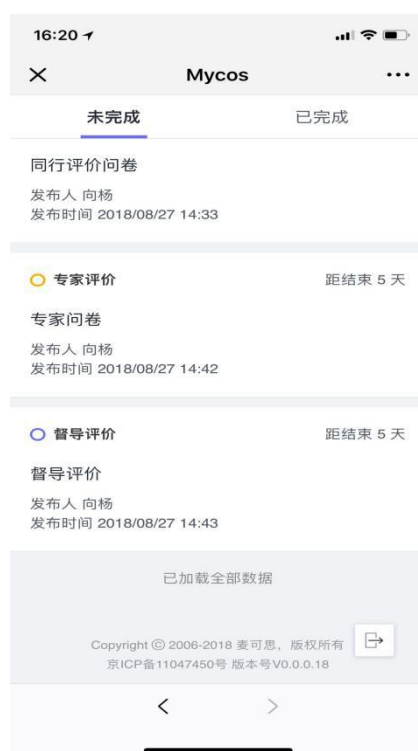 16:20
Mycos
未完成
已完成
同行评价问卷
发布人 向杨
发布时间 2018/08/27 14:33
专家评价
距结束 5 天
专家问卷
发布人 向杨
发布时间 2018/08/27 14:42
督导评价
距结束 5 天
督导评价
发布人 向杨
发布时间 2018/08/27 14:43
已加载全部数据
Copyright © 2006-2018 麦可思，版权所有
京ICP备11047450号 版本号V0.0.0.18